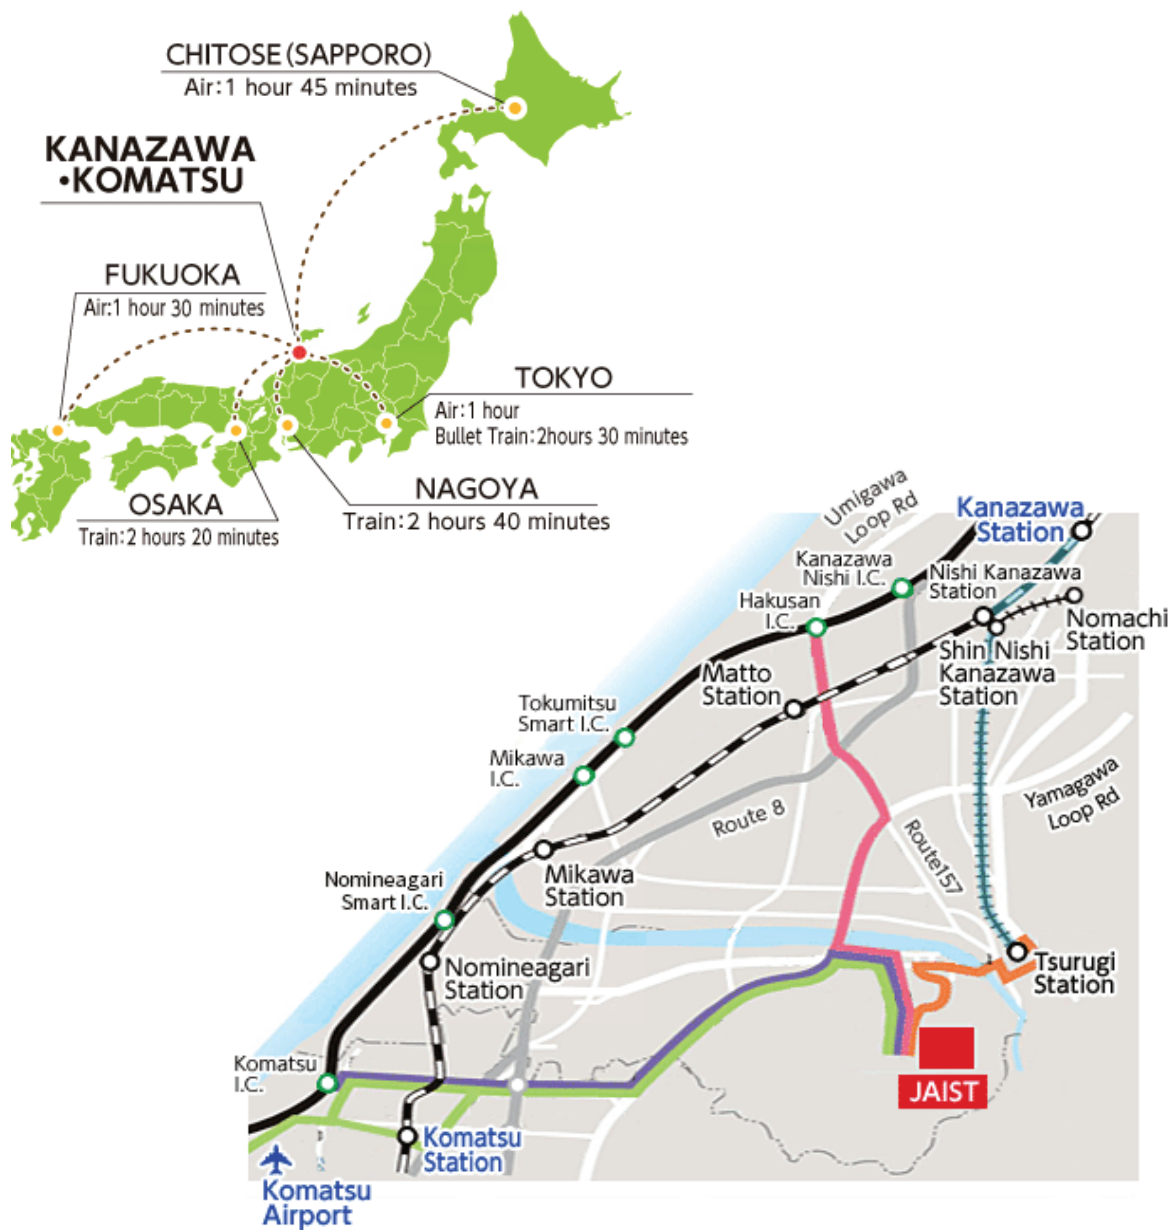 CHITOSE (SAPPORO)
Air:1 hour 45 minutes
KANAZAWA
•KOMATSU
FUKUOKA
Air:1 hour 30 minutes
TOKYO
Air:1 hour
Bullet Train:2hours 30 minutes
NAGOYA
Train:2 hours 40 minutes
OSAKA
Train:2 hours 20 minutes
Umigawa
Loop Rd
Kanazawa
Station
Kanazawa
Nishi I.C.
Nishi Kanazawa
Station
Hakusan
I.C.
Nomachi
Station
Shin Nishi
Kanazawa
Station
Matto
Station
Tokumitsu
Smart I.C.
Mikawa
I.C.
Yamagawa
Loop Rd
Route 8
Route157
Mikawa
Station
Nomineagari
Smart I.C.
Nomineagari
Station
Tsurugi
Station
Komatsu
I.C.
JAIST
Komatsu
Station
Komatsu
Airport